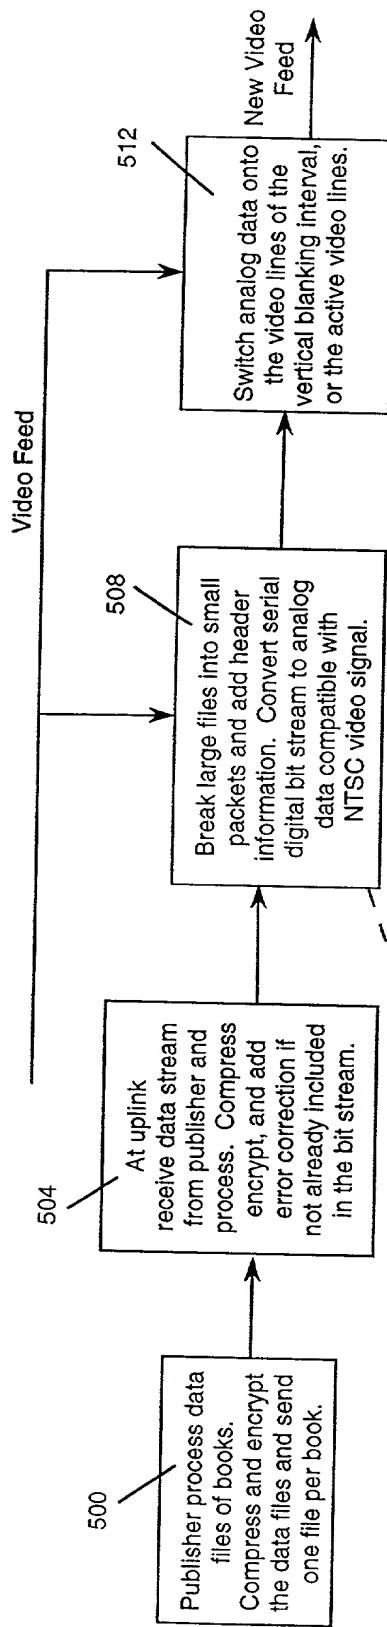 Video Feed
500
Publisher process data
files of books.
Compress and encrypt
the data files and send
one file per book.
504
At uplink
receive data stream
from publisher and
process. Compress
encrypt, and add
error correction if
not already included
in the bit stream.
508
Break large files into small
packets and add header
information. Convert serial
digital bit stream to analog
data compatible with
NTSC video signal.
512
Switch analog data onto
the video lines of the
vertical blanking interval,
or the active video lines.
New Video
Feed